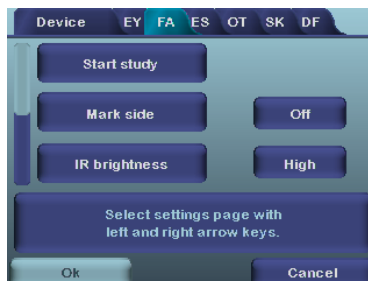 Device EY FA ES OT SK DF
Start study
Mark side Off
IR brightness High
Select settings page with
left and right arrow keys.
Ok Cancel